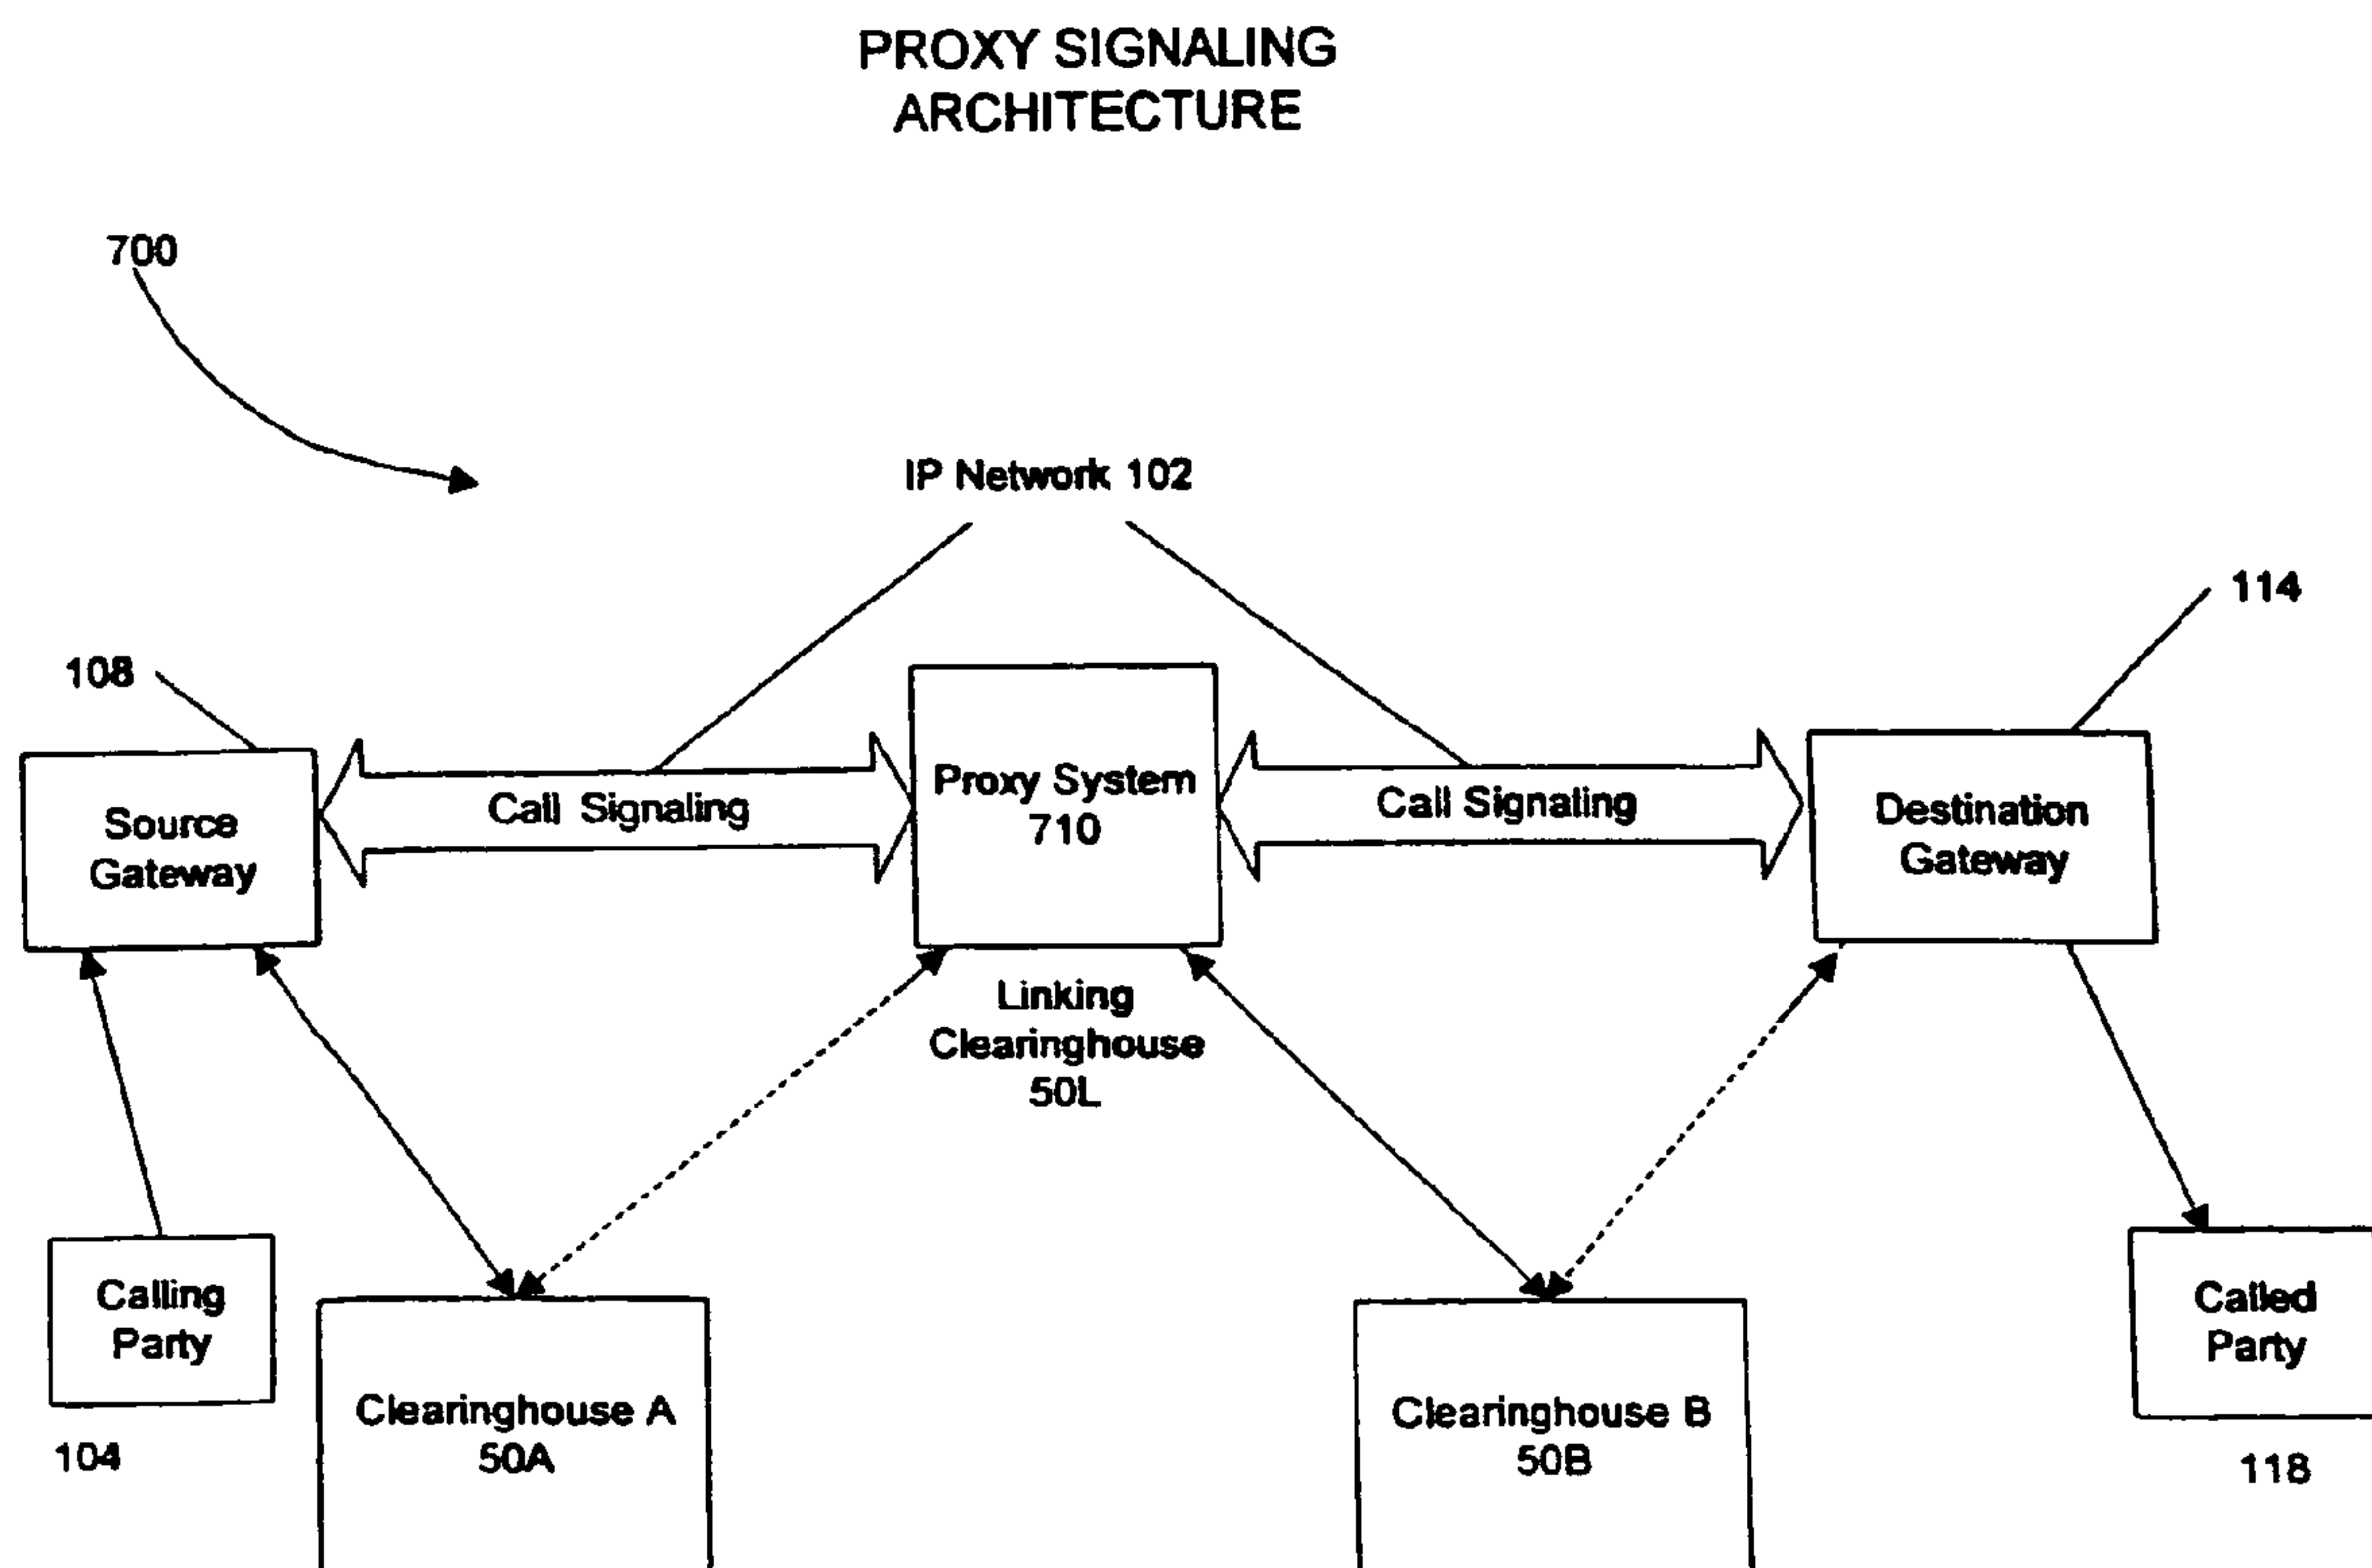 PROXY SIGNALING
ARCHITECTURE
700
IP Network 102
114
108
Source
Gateway
Call Signaling
Proxy System
710
Call Signaling
Destination
Gateway
Linking
Clearinghouse
50L
Calling
Party
104
Clearinghouse A
50A
Clearinghouse B
50B
Called
Party
118